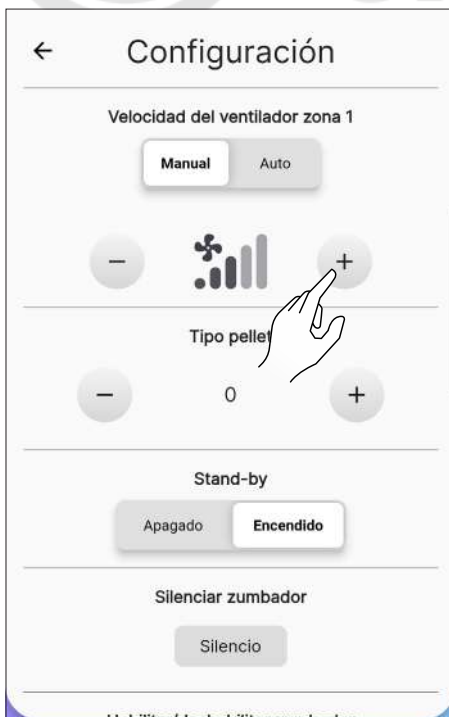 Configuración
Velocidad del ventilador zona 1
Manual Auto
Tipo pellet
0
Stand-by
Apagado Encendido
Silenciar zumbador
Silencio